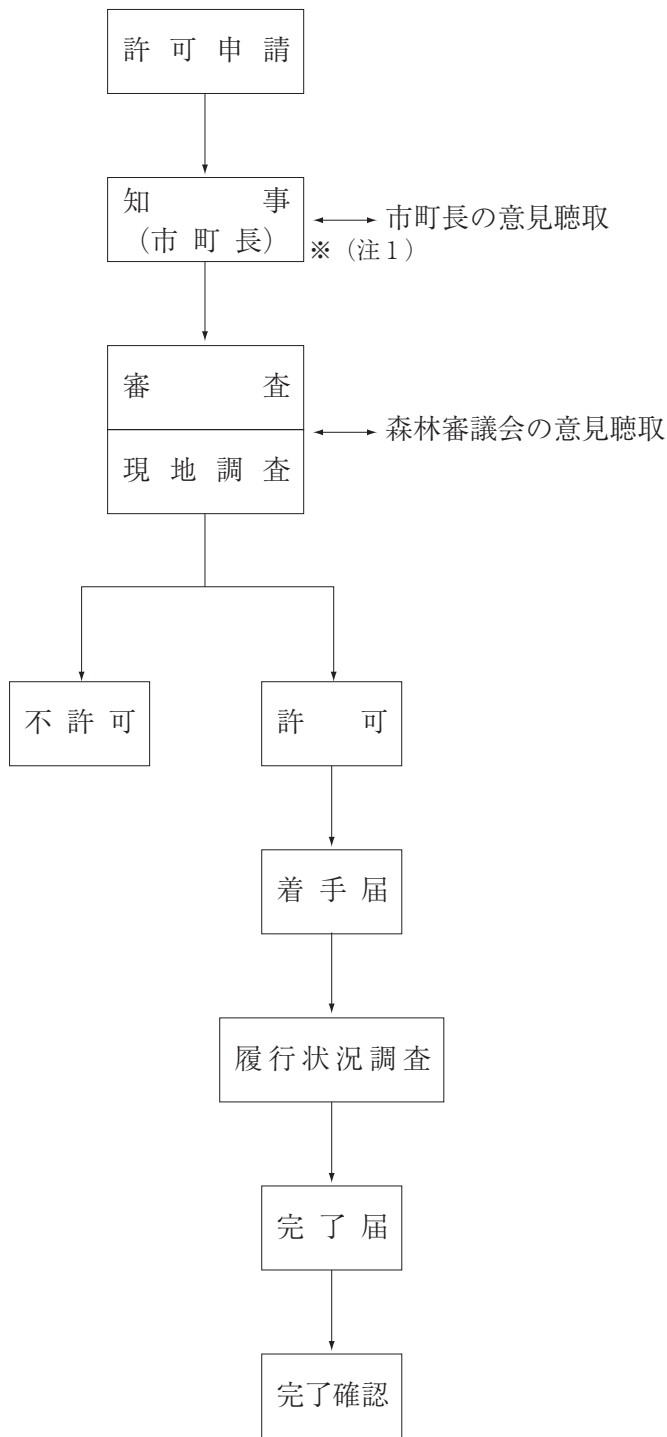 許可申請
知事
（市町長）
市町長の意見聴取
※（注１）
審査
現地調査
森林審議会の意見聴取
不許可
許可
着手届
履行状況調査
完了届
完了確認